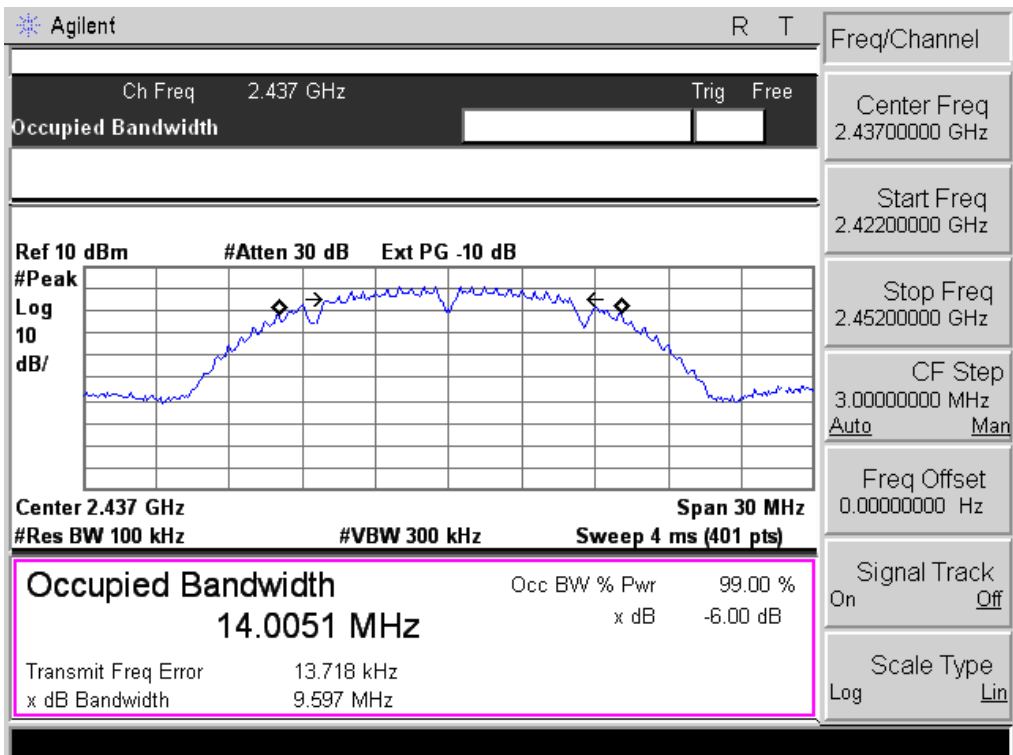 Agilent R T
Ch Freq 2.437 GHz Trig Free
Occupied Bandwidth
Ref 10 dBm #Atten 30 dB Ext PG -10 dB
#Peak
Log
10
dB/
Center 2.437 GHz Span 30 MHz
#Res BW 100 kHz #VBW 300 kHz Sweep 4 ms (401 pts)
Occupied Bandwidth
14.0051 MHz
Occ BW % Pwr 99.00 %
x dB -6.00 dB
Transmit Freq Error 13.718 kHz
x dB Bandwidth 9.597 MHz
Freq/Channel
Center Freq
2.43700000 GHz
Start Freq
2.42200000 GHz
Stop Freq
2.45200000 GHz
CF Step
3.00000000 MHz
Auto Man
Freq Offset
0.00000000 Hz
Signal Track
On Off
Scale Type
Log Lin